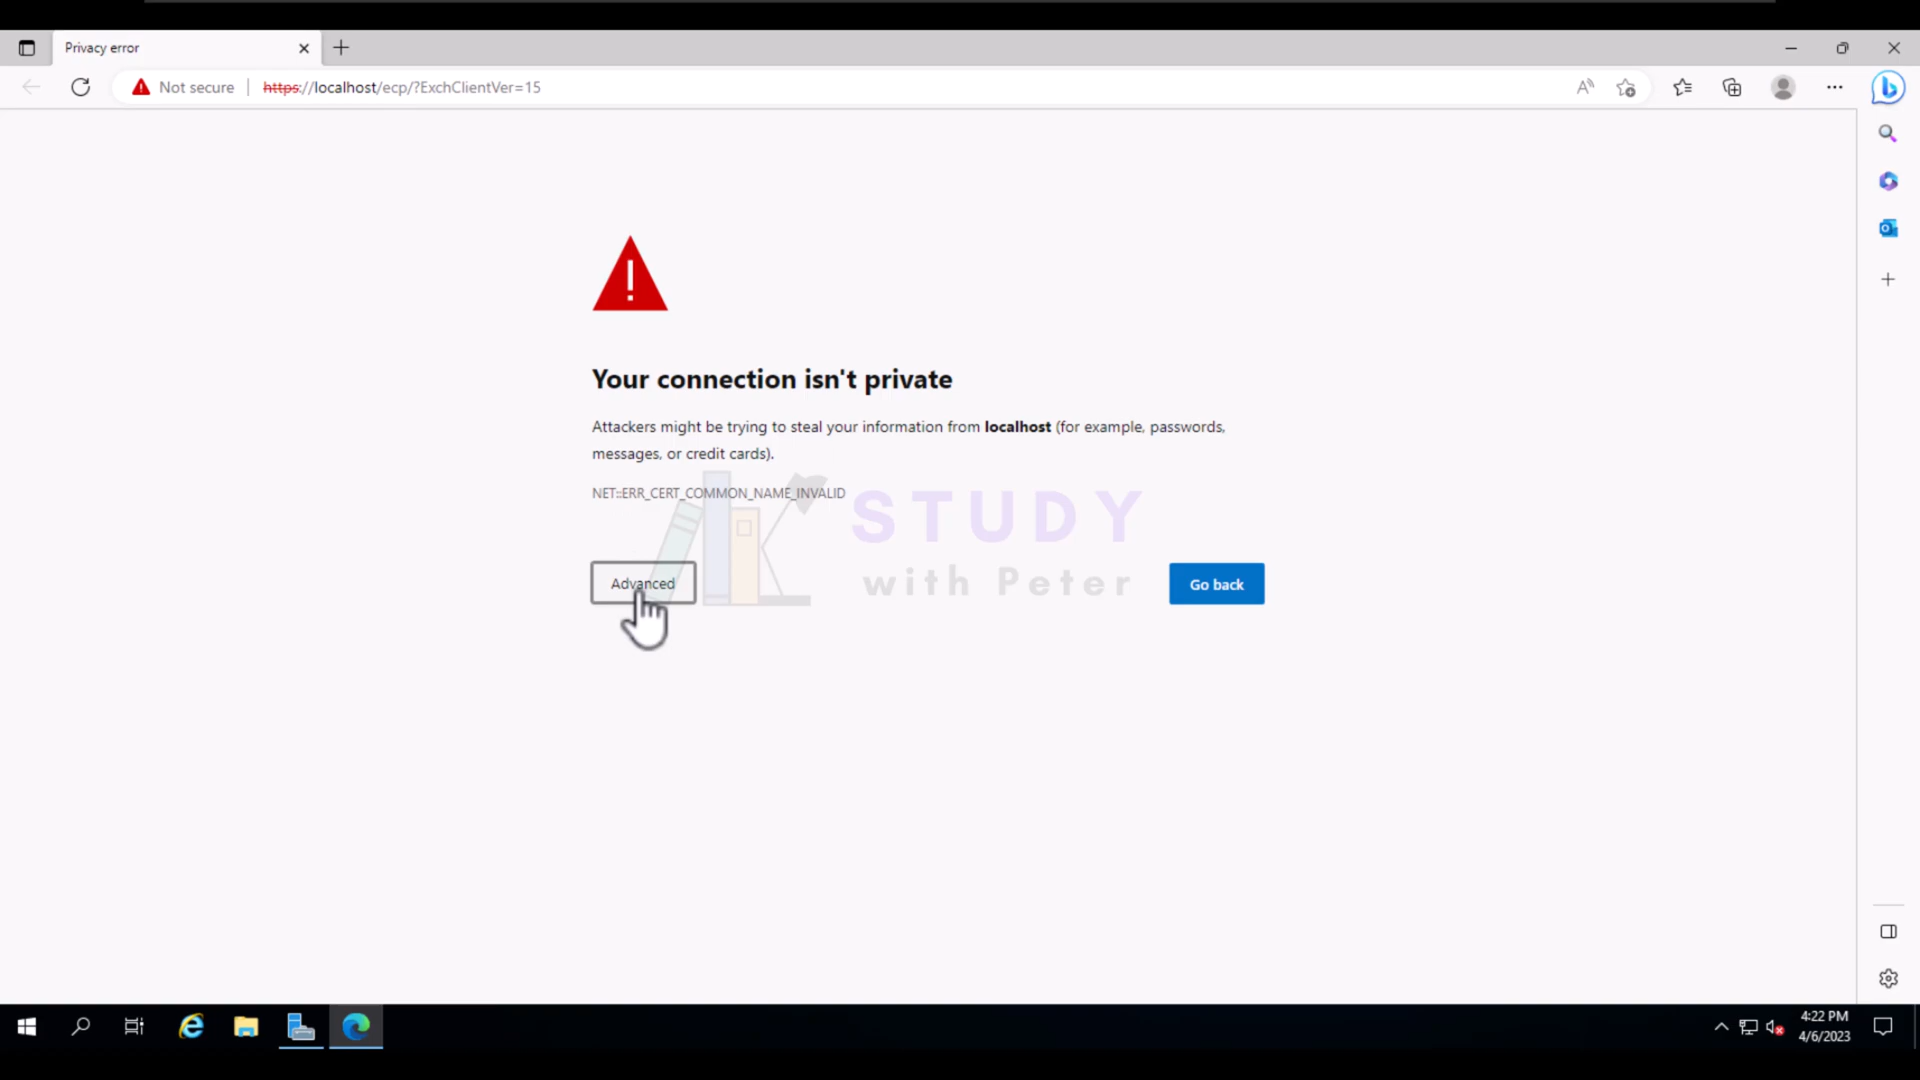 Privacy error
Not secure
https://localhost/ecp/?ExchClientVer=15
Your connection isn't private
Attackers might be trying to steal your information from localhost (for example, passwords,
messages, or credit cards).
NET::ERR_CERT_COMMON_NAME_INVALID
STUDY
with Peter
Advanced
Go back
4:22 PM
4/6/2023